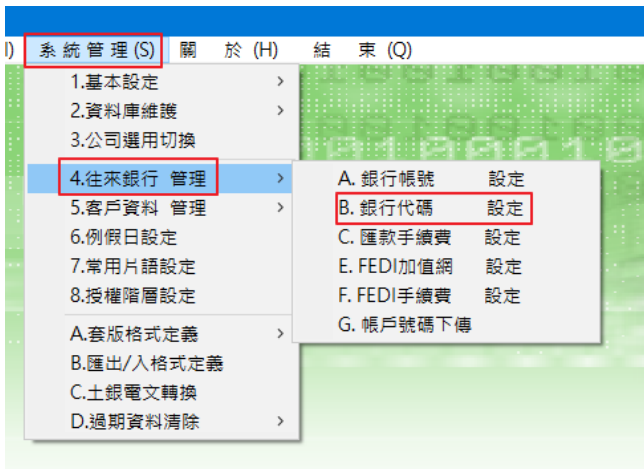 ) 系 統 管 理 (S) 關 於 (H) 結 束 (Q)
1.基本設定 >
2.資料庫維護 >
3.公司選用切換
4.往來銀行 管理 >
5.客戶資料 管理 >
6.例假日設定
7.常用片語設定
8.授權階層設定
A.套版格式定義 >
B.匯出/入格式定義
C.土銀電文轉換
D.過期資料清除 >
A. 銀行帳號 設定
B. 銀行代碼 設定
C. 匯款手續費 設定
E. FEDI加值網 設定
F. FEDI手續費 設定
G. 帳戶號碼下傳